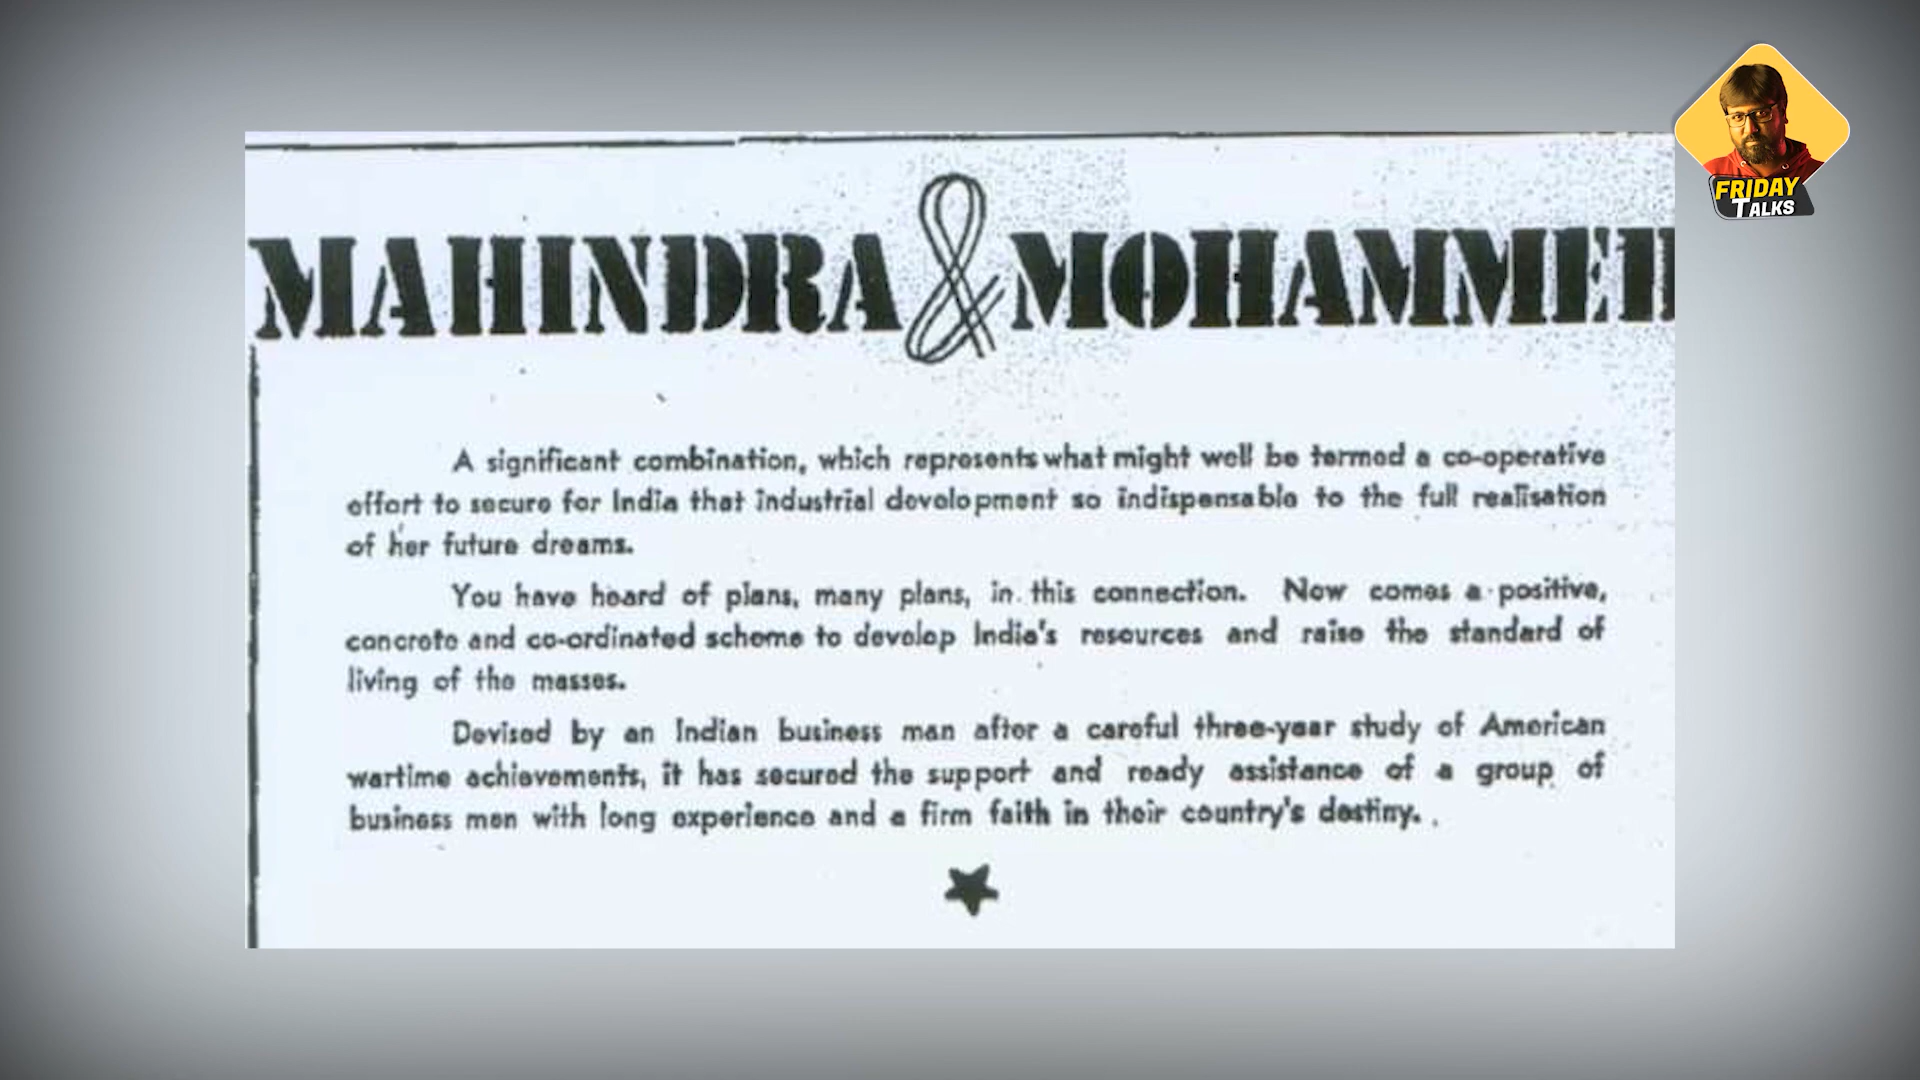 FRIDAY
TALKS
MAHINDRA & MOHAMMED
A significant combination, which represents what might well be termed a co-operative
effort to secure for India that industrial development so indispensable to the full realisation
of her future dreams.
You have heard of plans, many plans, in this connection. Now comes a positive,
concrete and co-ordinated scheme to develop India's resources and raise the standard of
living of the masses.
Devised by an Indian business man after a careful three-year study of American
wartime achievements, it has secured the support and ready assistance of a group of
business men with long experience and a firm faith in their country's destiny.